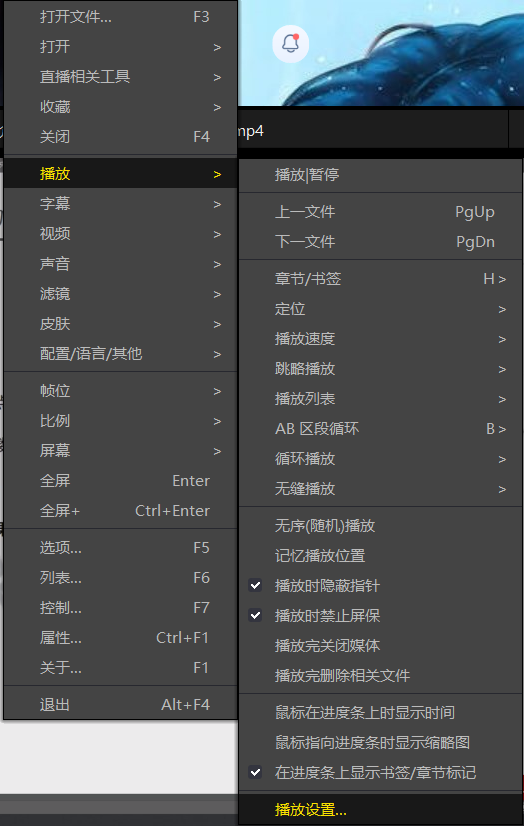 打开文件... F3
打开 >
直播相关工具 >
收藏 >
关闭 F4
mp4
播放 >
字幕 >
视频 >
声音 >
滤镜 >
皮肤 >
配置/语言/其他 >
帧位 >
比例 >
屏幕 >
全屏 Enter
全屏+ Ctrl+Enter
选项... F5
列表... F6
控制... F7
属性... Ctrl+F1
关于... F1
退出 Alt+F4
播放|暂停
上一文件 PgUp
下一文件 PgDn
章节/书签 H >
定位 >
播放速度 >
跳略播放 >
播放列表 >
AB 区段循环 B >
循环播放 >
无缝播放 >
无序(随机)播放
记忆播放位置
播放时隐蔽指针
播放时禁止屏保
播放完关闭媒体
播放完删除相关文件
鼠标在进度条上时显示时间
鼠标指向进度条时显示缩略图
在进度条上显示书签/章节标记
播放设置...